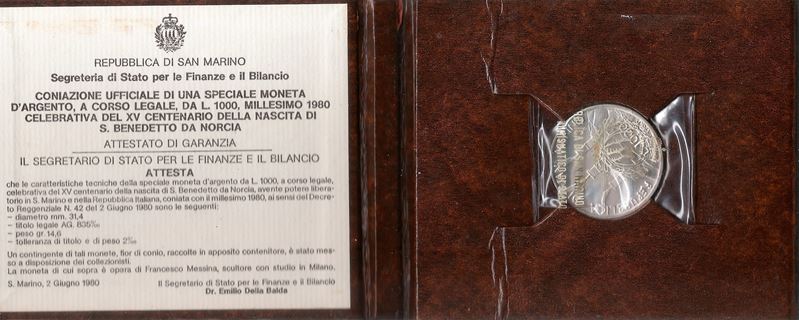 REPUBBLICA DI SAN MARINO
Segreteria di Stato per le Finanze e il Bilancio
CONIAZIONE UFFICIALE DI UNA SPECIALE MONETA
D'ARGENTO, A CORSO LEGALE, DA L. 1000, MILLESIMO 1980
CELEBRATIVA DEL XV CENTENARIO DELLA NASCITA DI
S. BENEDETTO DA NORCIA
ATTESTATO DI GARANZIA
IL SEGRETARIO DI STATO PER LE FINANZE E IL BILANCIO
ATTESTA
che le caratteristiche tecniche della speciale moneta d'argento da L. 1000, a corso legale,
celebrativa del XV centenario della nascita di S. Benedetto da Norcia, avente potere libera-
torio in S. Marino e nella Repubblica Italiana, coniata con il millesimo 1980, ai sensi del Decre-
to Reggenziale N. 42 del 2 Giugno 1980 sono le seguenti:
– diametro mm. 31,4
– titolo legale AG. 835‰
– peso gr. 14,6
– tolleranza di titolo e di peso 2‰
Un contingente di tali monete, fior di conio, raccolte in apposito contenitore, è stato mes-
so a disposizione dei collezionisti.
La moneta di cui sopra è opera di Francesco Messina, scultore con studio in Milano.
S. Marino, 2 Giugno 1980
Il Segretario di Stato per le Finanze e il Bilancio
Dr. Emilio Della Balda